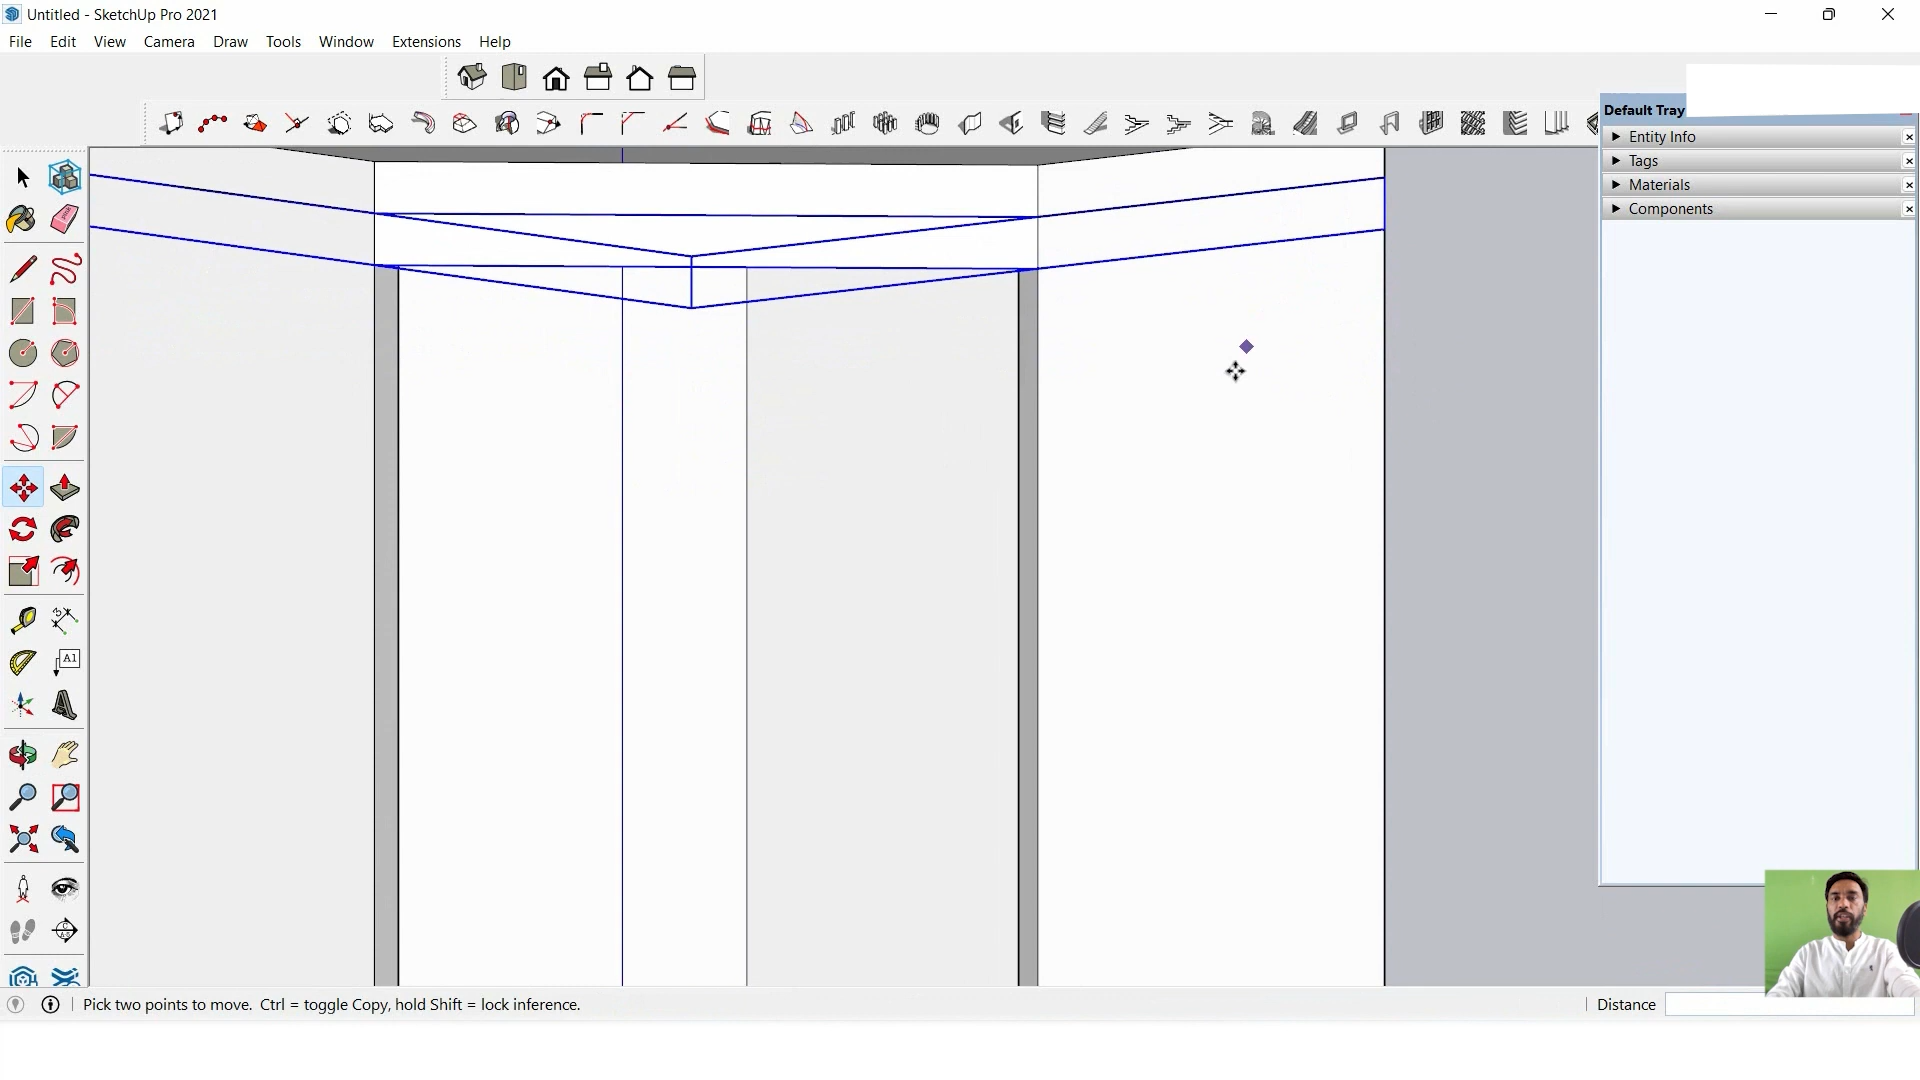 Untitled - SketchUp Pro 2021
File Edit View Camera Draw Tools Window Extensions Help
Default Tray
Entity Info
Tags
Materials
Components
A1
Pick two points to move. Ctrl = toggle Copy, hold Shift = lock inference.
Distance